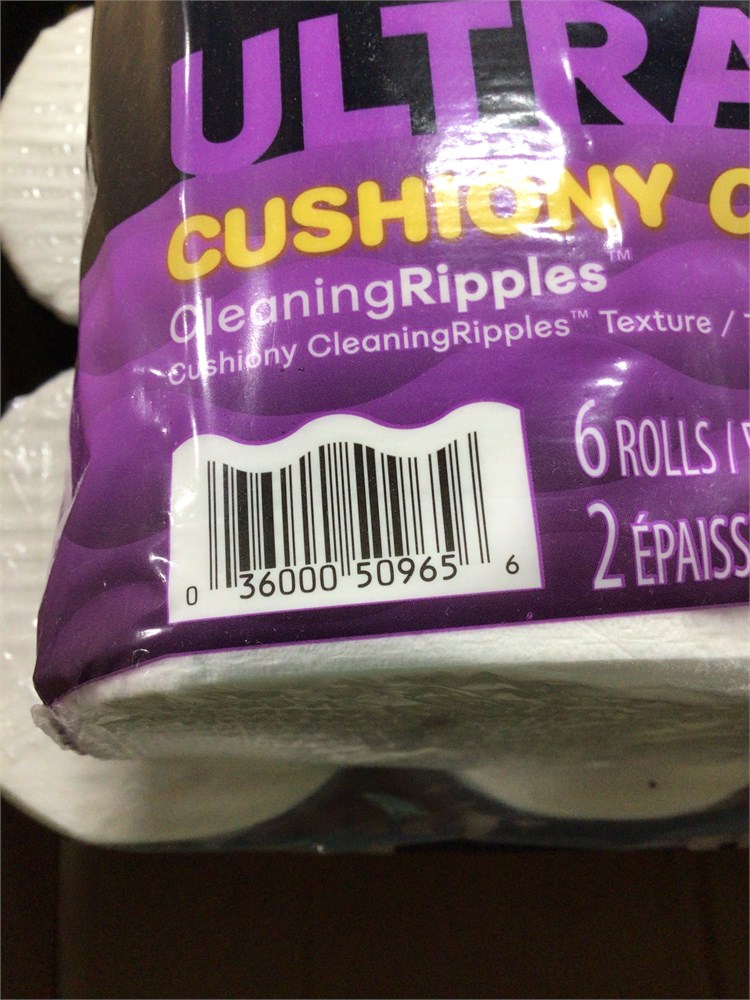 ULTRA
CUSHIONY C
CleaningRipples™
Cushiony CleaningRipples™ Texture /
6 ROLLS /
2 ÉPAISS
0 36000 50965 6